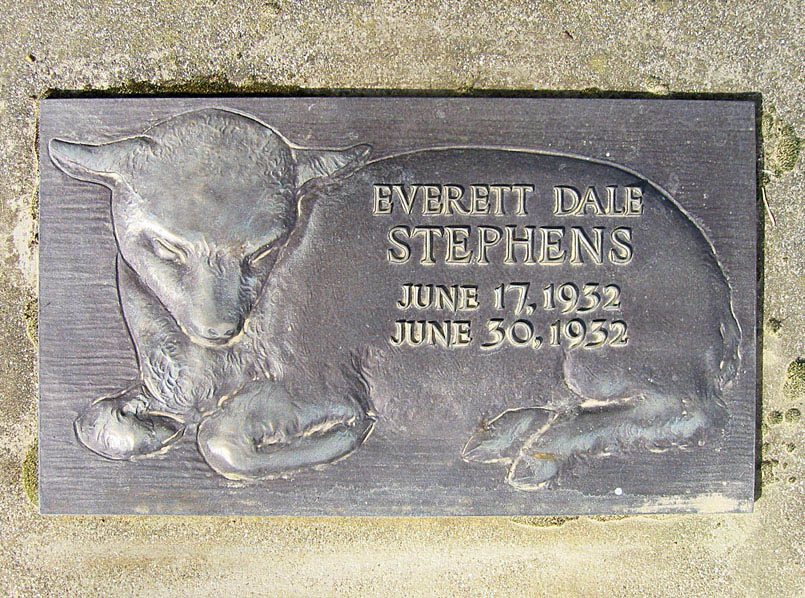 EVERETT DALE
STEPHENS
JUNE 17, 1932
JUNE 30, 1932